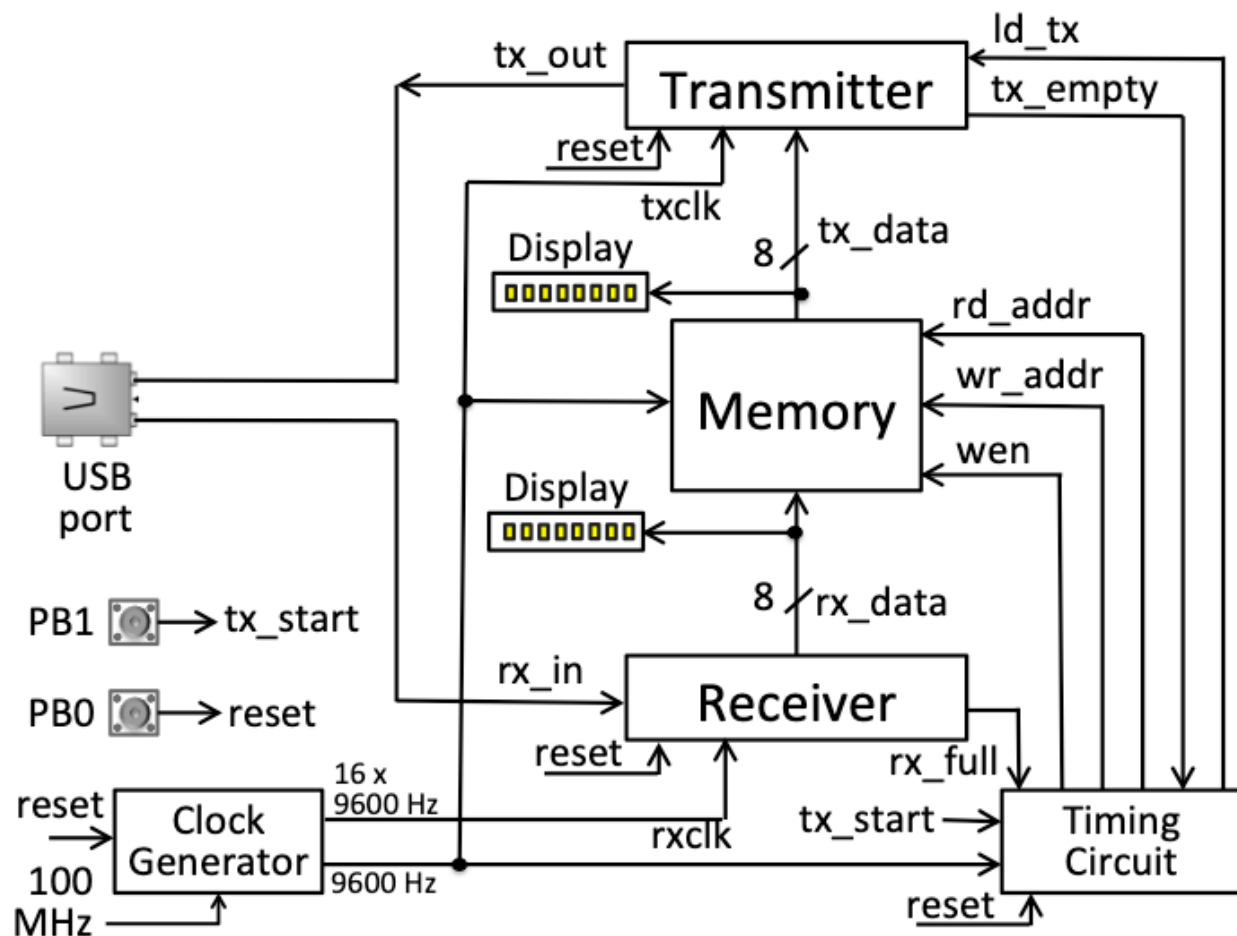 ld_tx
tx_out
Transmitter
tx_empty
reset
txclk
8
tx_data
Display
rd_addr
wr_addr
Memory
wen
USB
port
Display
8
rx_data
PB1
tx_start
rx_in
Receiver
PB0
reset
reset
rx_full
16 x
9600 Hz
reset
Clock
Generator
rxclk
tx_start
Timing
Circuit
100
MHz
9600 Hz
reset